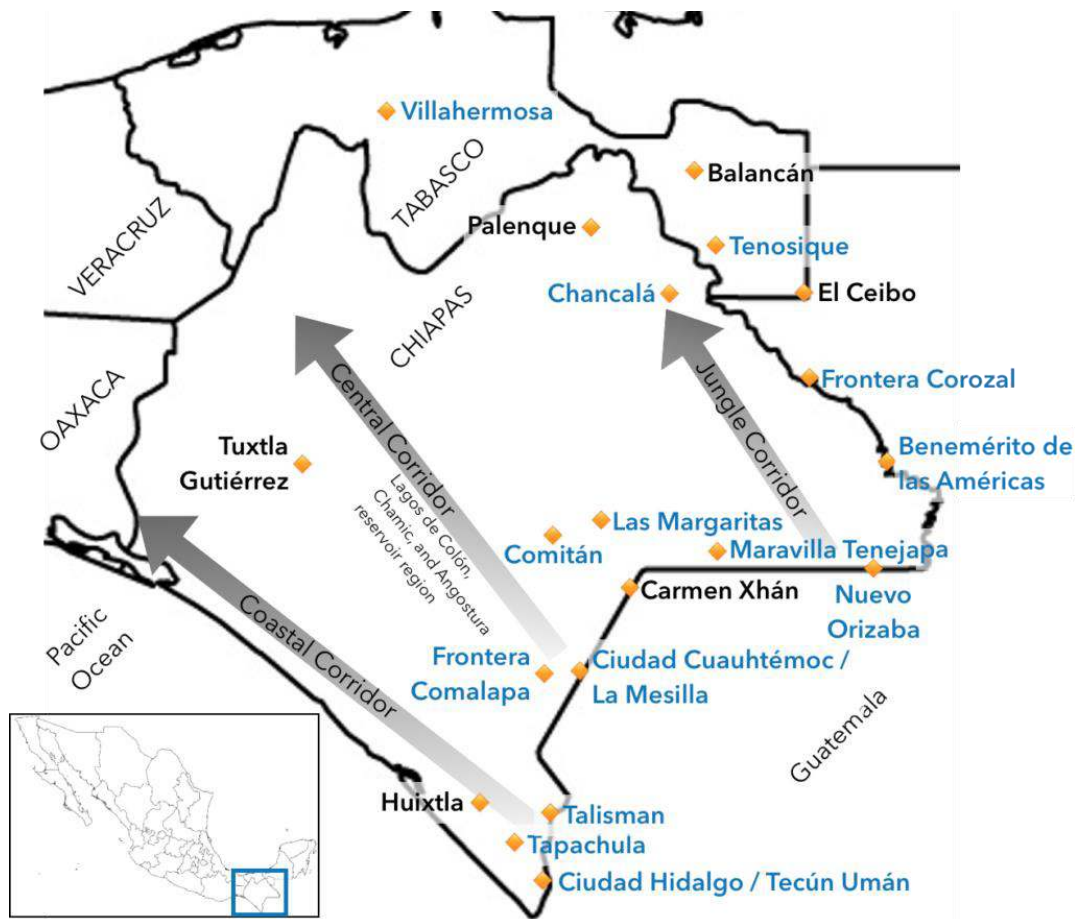 Villahermosa
TABASCO
Balancán
VERACRUZ
Palenque
Tenosique
Chancalá
El Ceibo
CHIAPAS
OAXACA
Central Corridor
Jungle Corridor
Frontera Corozal
Tuxtla
Gutiérrez
Benemérito de
las Américas
Lagos de Colón,
Chamic, and Angostura
reservoir region
Las Margaritas
Comitán
Maravilla Tenejapa
Carmen Xhán
Nuevo
Orizaba
Pacific
Ocean
Coastal Corridor
Frontera
Comalapa
Ciudad Cuauhtémoc /
La Mesilla
Guatemala
Huixtla
Talisman
Tapachula
Ciudad Hidalgo / Tecún Umán